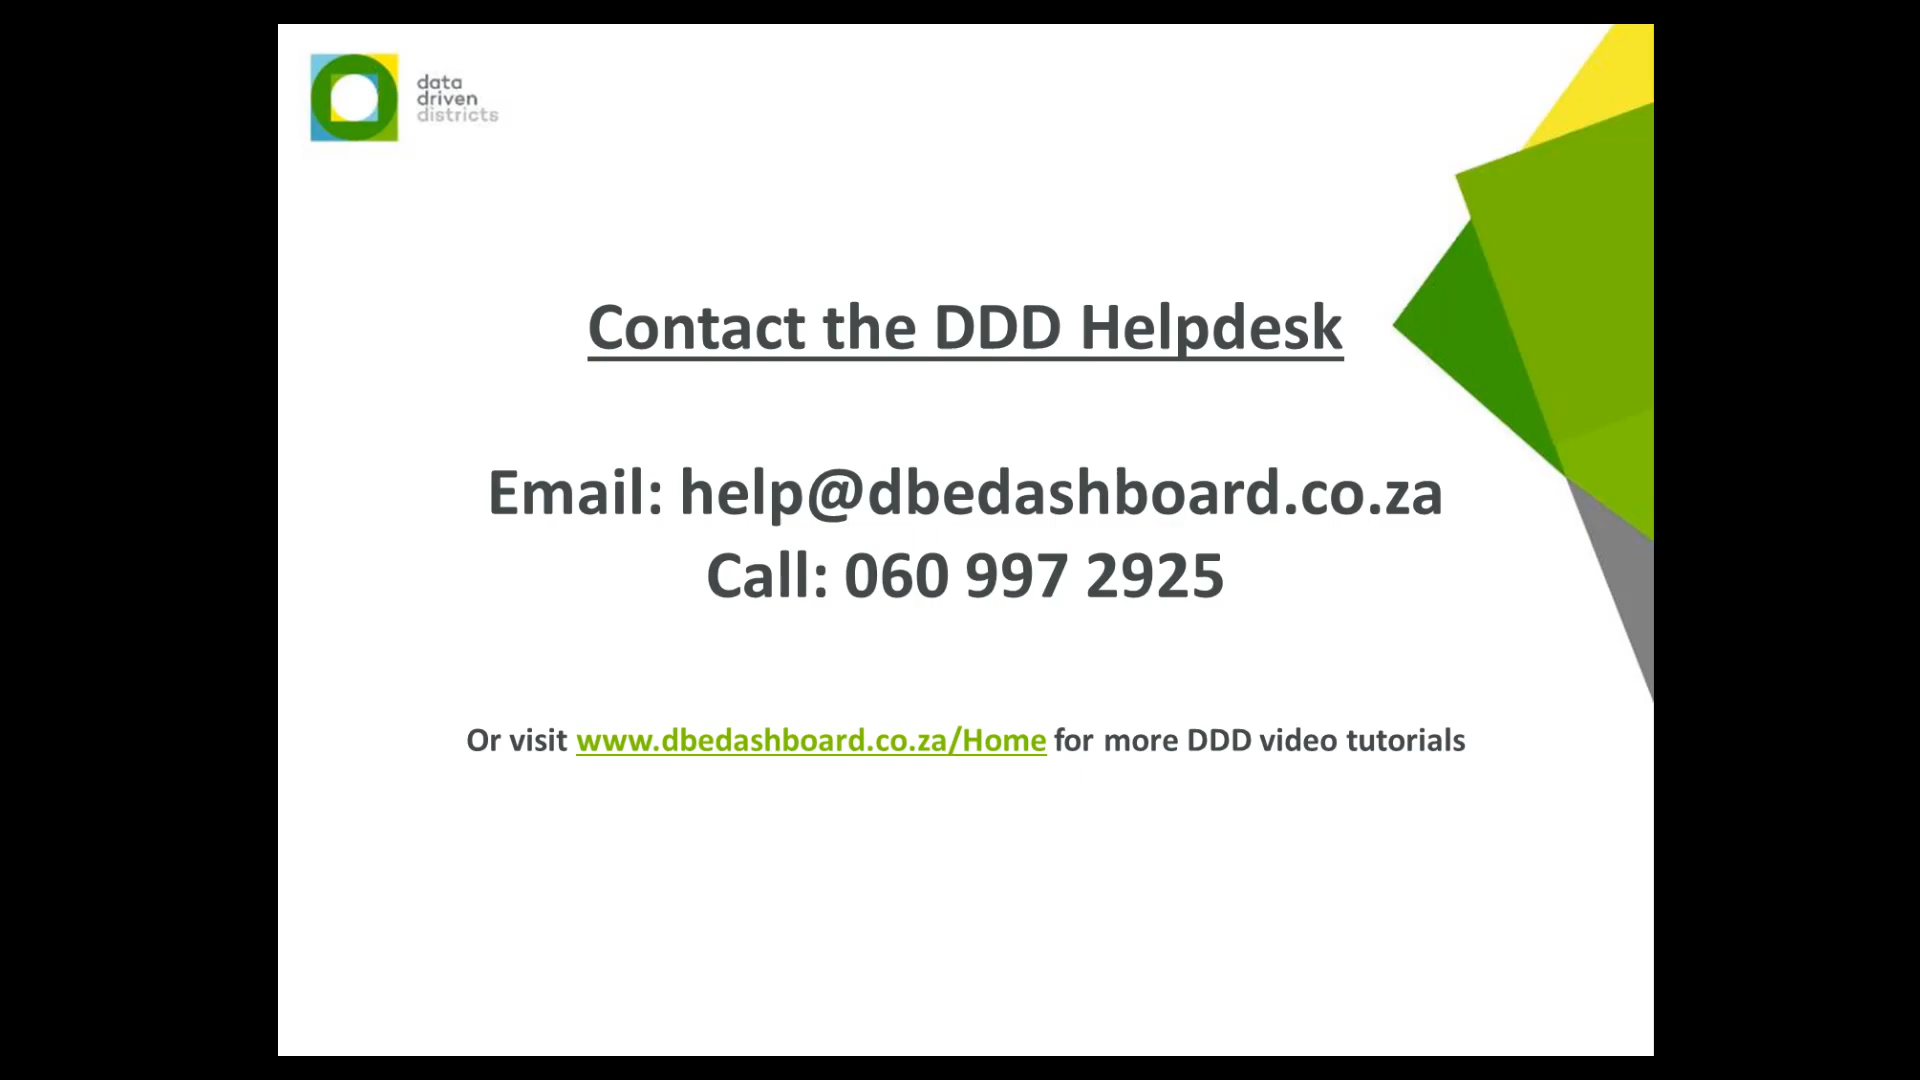 data
driven
districts
Contact the DDD Helpdesk
Email: help@dbedashboard.co.za
Call: 060 997 2925
Or visit www.dbedashboard.co.za/Home for more DDD video tutorials